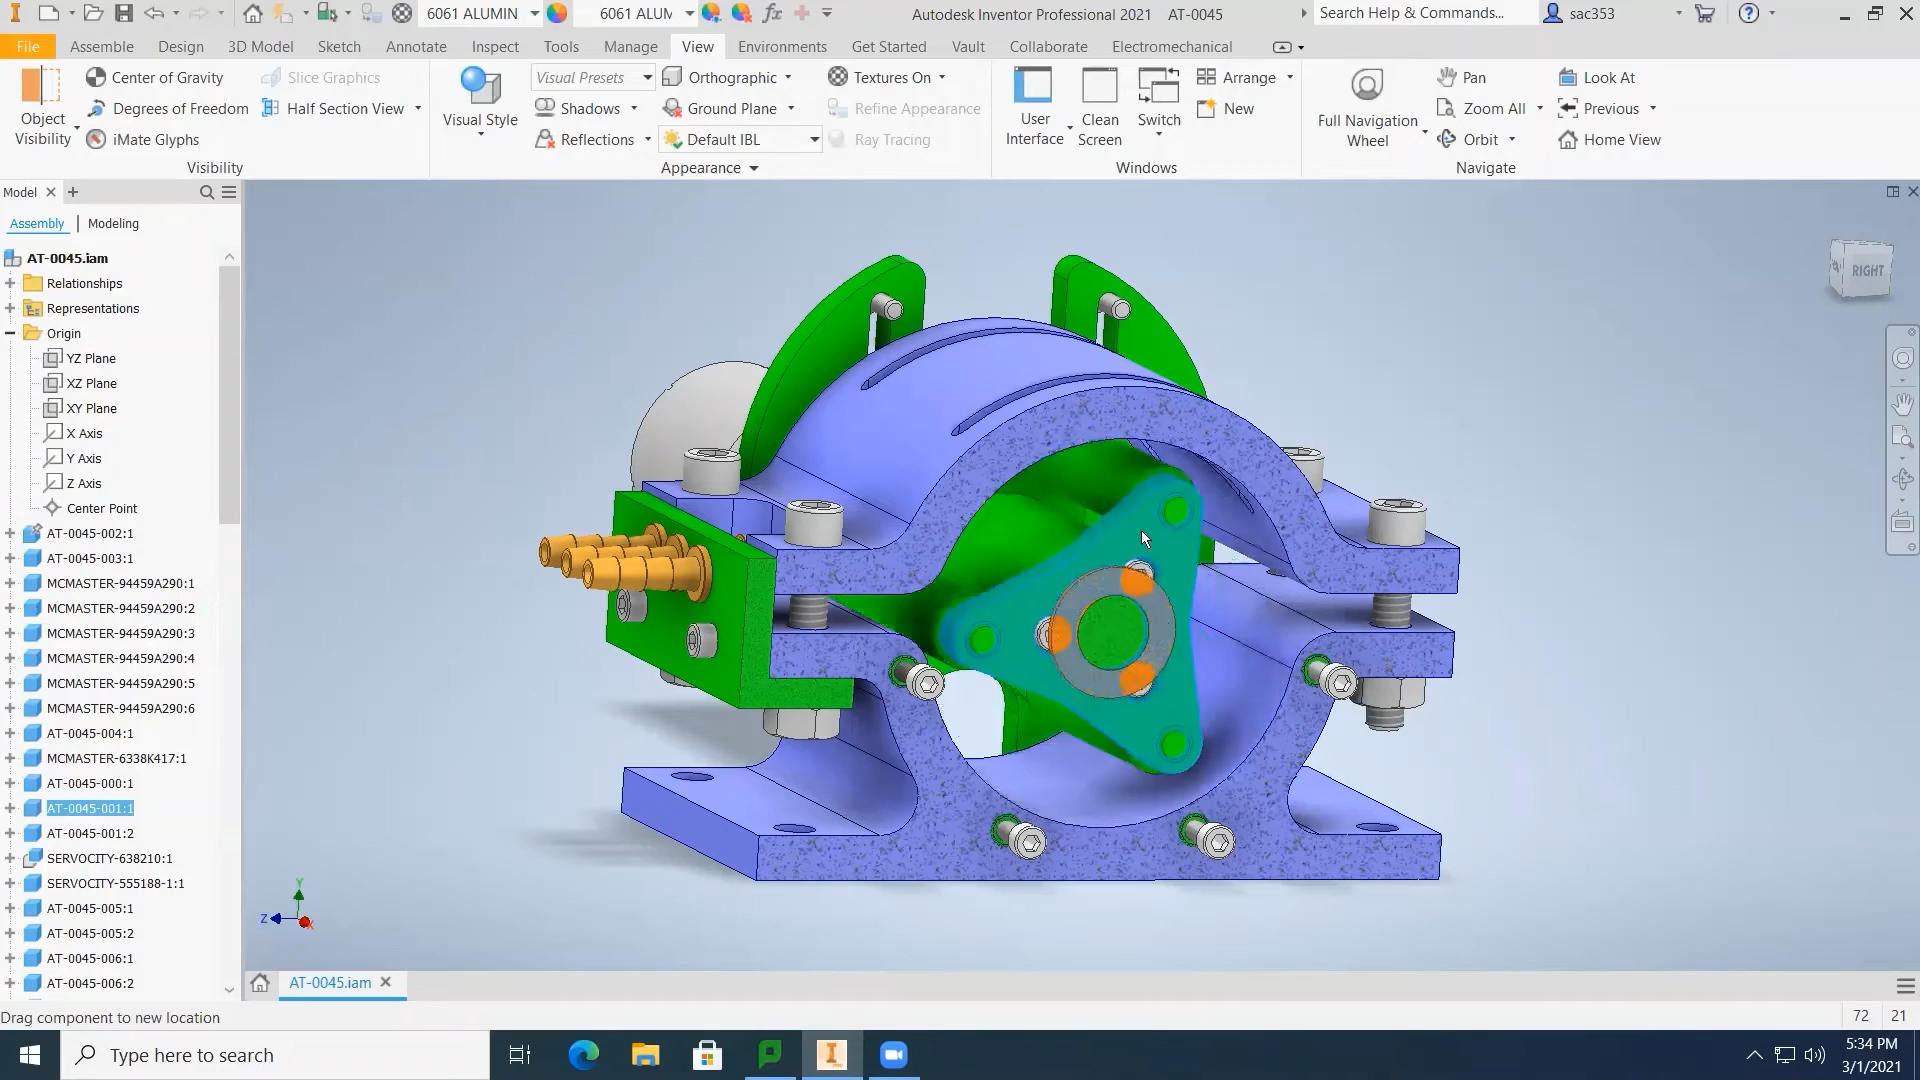 6061 ALUMIN
6061 ALUN
fx
Autodesk Inventor Professional 2021 AT-0045
Search Help & Commands...
sac353
File
Assemble
Design
3D Model
Sketch
Annotate
Inspect
Tools
Manage
View
Environments
Get Started
Vault
Collaborate
Electromechanical
Object Visibility
Center of Gravity
Degrees of Freedom
iMate Glyphs
Slice Graphics
Half Section View
Visibility
Visual Style
Visual Presets
Shadows
Reflections
Orthographic
Ground Plane
Default IBL
Textures On
Refine Appearance
Ray Tracing
Appearance
User Interface
Clean Screen
Switch
Arrange
New
Windows
Full Navigation Wheel
Pan
Zoom All
Orbit
Look At
Previous
Home View
Navigate
Model
Assembly | Modeling
AT-0045.iam
Relationships
Representations
Origin
YZ Plane
XZ Plane
XY Plane
X Axis
Y Axis
Z Axis
Center Point
AT-0045-002:1
AT-0045-003:1
MCMASTER-94459A290:1
MCMASTER-94459A290:2
MCMASTER-94459A290:3
MCMASTER-94459A290:4
MCMASTER-94459A290:5
MCMASTER-94459A290:6
AT-0045-004:1
MCMASTER-6338K417:1
AT-0045-000:1
AT-0045-001:1
AT-0045-001:2
SERVOCITY-638210:1
SERVOCITY-555188-1:1
AT-0045-005:1
AT-0045-005:2
AT-0045-006:1
AT-0045-006:2
RIGHT
Y
Z
X
AT-0045.iam
Drag component to new location
72 21
Type here to search
5:34 PM
3/1/2021